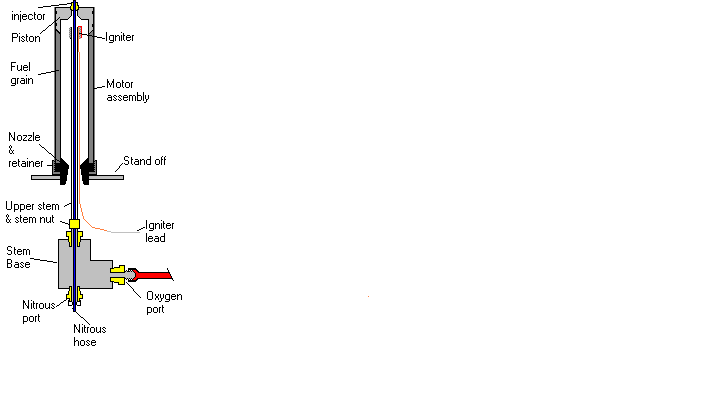 injector
Piston
Igniter
Fuel
grain
Motor
assembly
Nozzle
&
retainer
Stand off
Upper stem
& stem nut
Igniter
lead
Stem
Base
Oxygen
port
Nitrous
port
Nitrous
hose